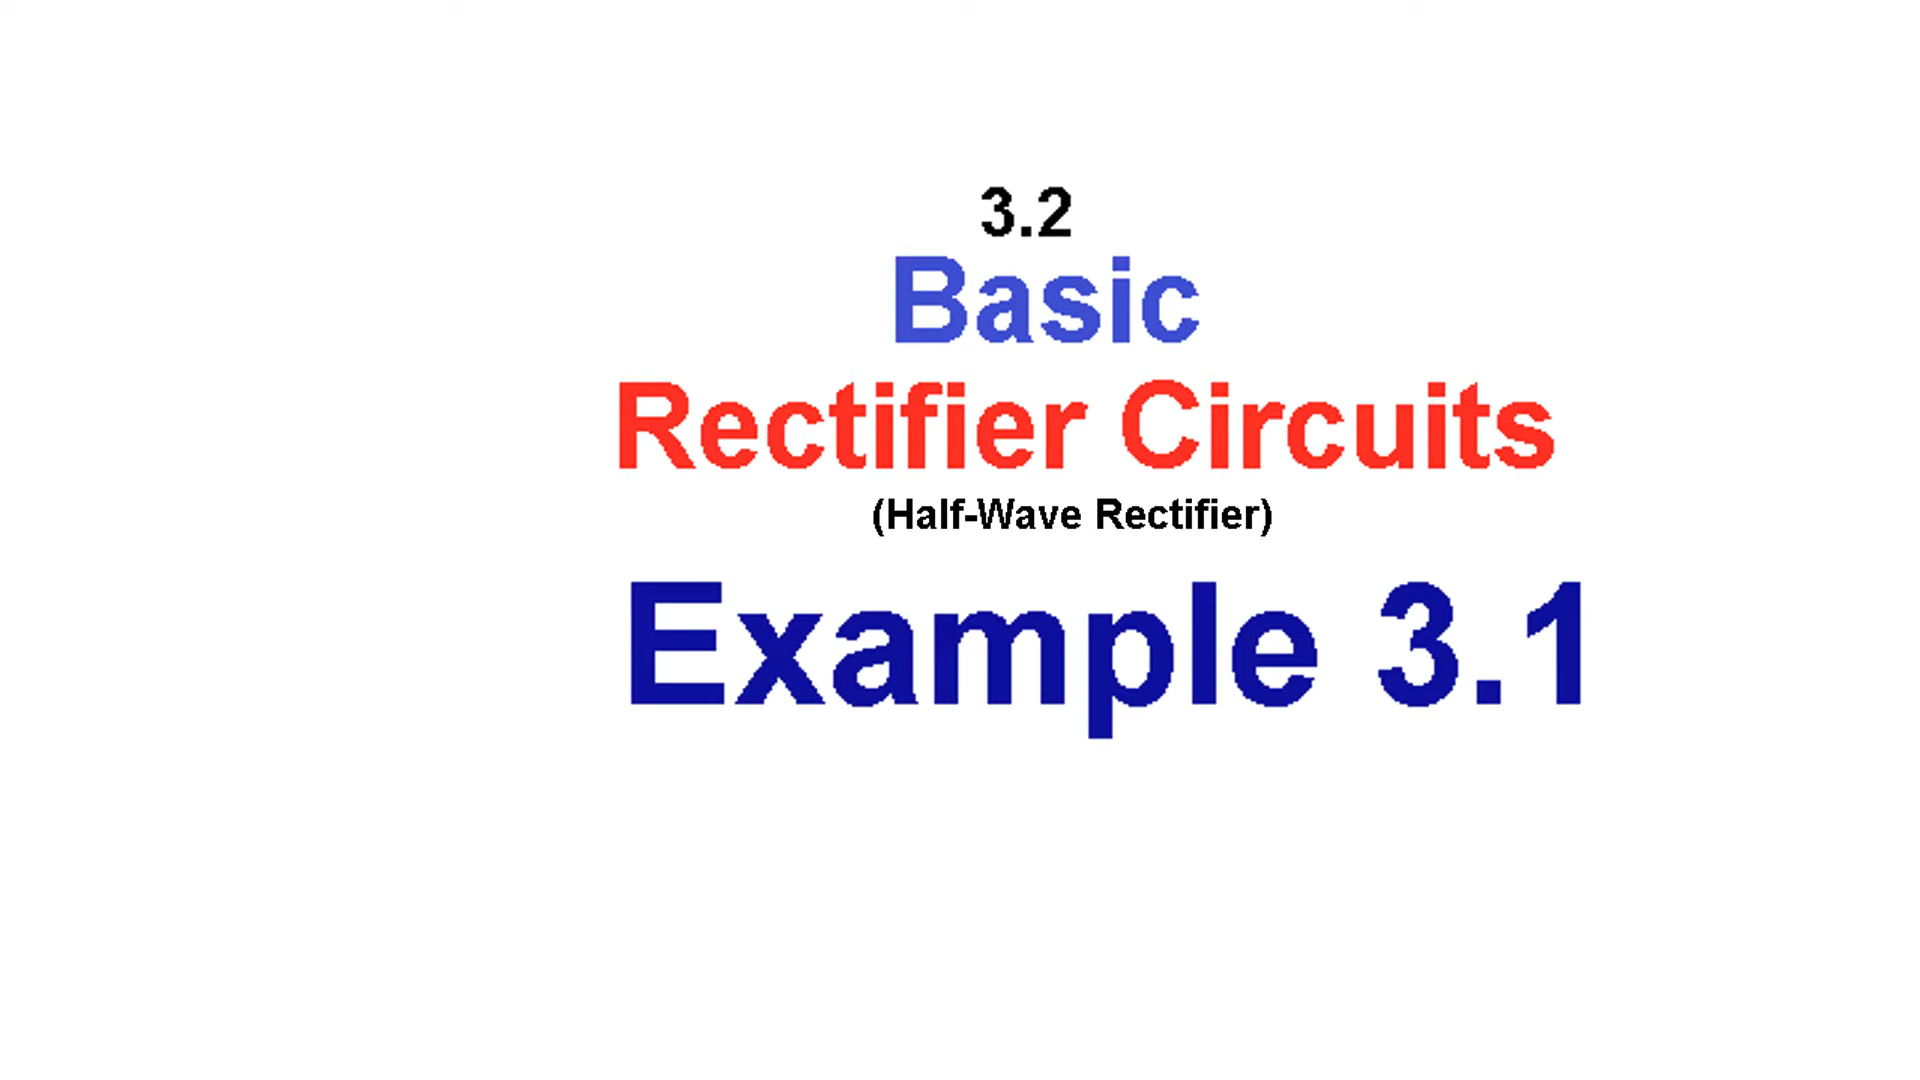 3.2
Basic
Rectifier Circuits
(Half-Wave Rectifier)
Example 3.1